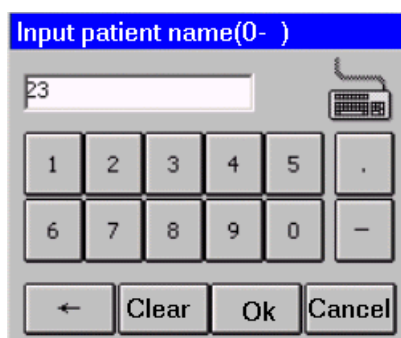 Input patient name(0- )
23
1 2 3 4 5 .
6 7 8 9 0 -
← Clear Ok Cancel